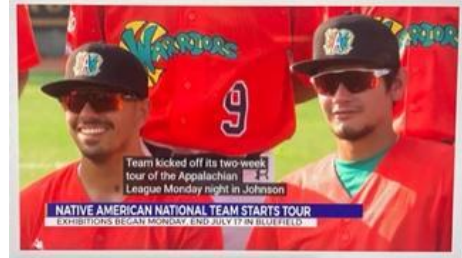 WARRIORS
9
Team kicked off its two-week
tour of the Appalachian
League Monday night in Johnson
NATIVE AMERICAN NATIONAL TEAM STARTS TOUR
EXHIBITIONS BEGAN MONDAY, END JULY 17 IN BLUEFIELD